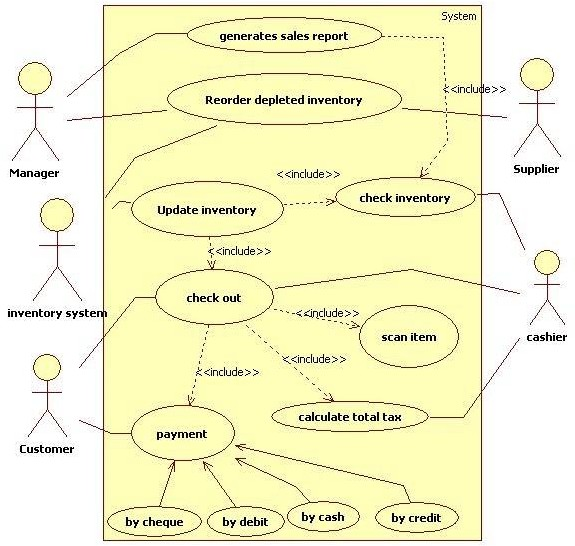 System
generates sales report
<<include>>
Reorder depleted inventory
Manager
Supplier
<<include>>
check inventory
Update inventory
<<include>>
inventory system
check out
<<include>>
scan item
cashier
<<include>>
<<include>>
calculate total tax
Customer
payment
by cheque
by debit
by cash
by credit